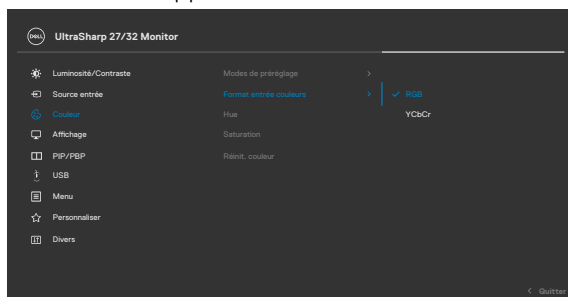 DELL UltraSharp 27/32 Monitor
Luminosité/Contraste Modes de préréglage >
Source entrée Format entrée couleurs > ✓ RGB
Couleur Hue YCbCr
Affichage Saturation
PIP/PBP Réinit. couleur
USB
Menu
Personnaliser
Divers
< Quitter